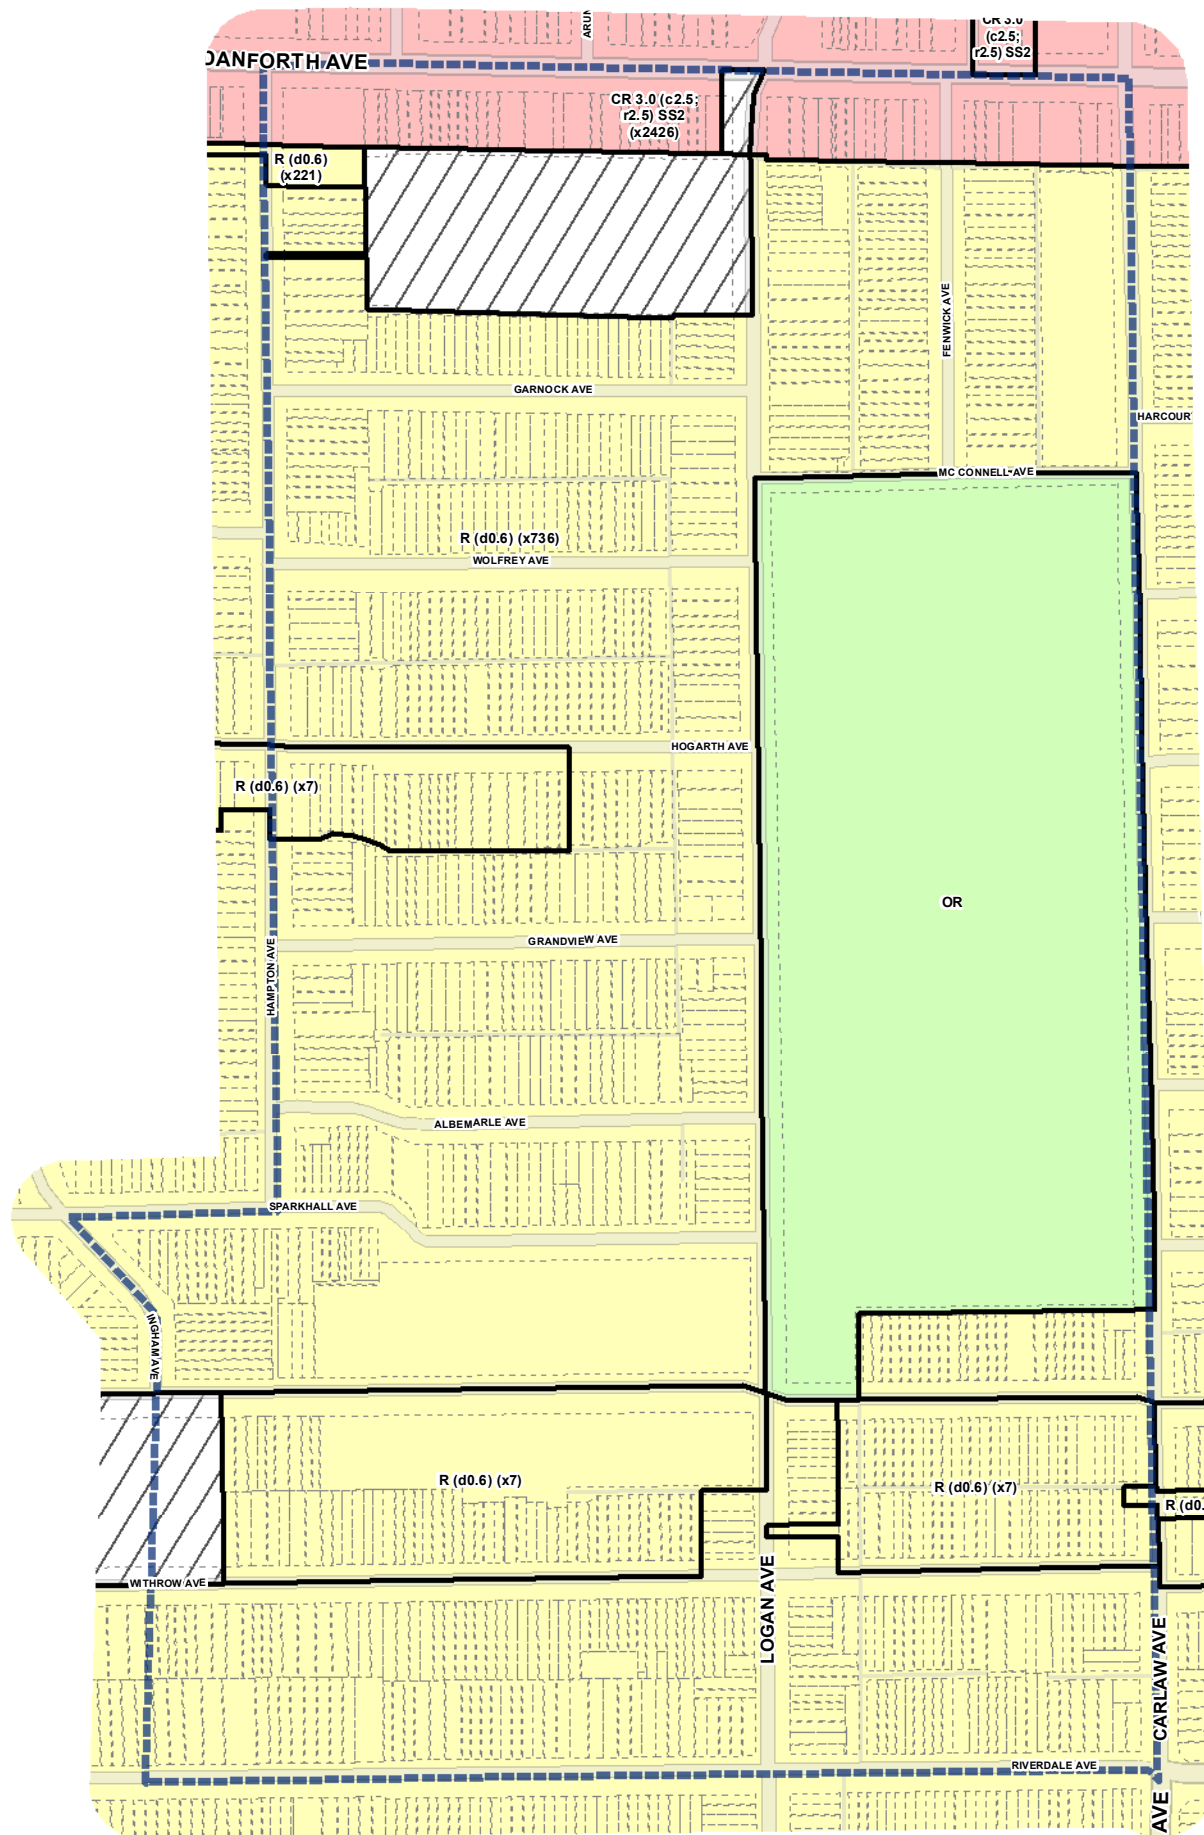 CR 3.0
(c2.5;
r2.5) SS2
DANFORTH AVE
CR 3.0 (c2.5;
r2.5) SS2
(x2426)
R (d0.6)
(x221)
FENWICK AVE
GARNOCK AVE
HARCOUR
MC CONNELL AVE
R (d0.6) (x736)
WOLFREY AVE
HOGARTH AVE
R (d0.6) (x7)
OR
GRANDVIEW AVE
HAMPTON AVE
ALBEMARLE AVE
SPARKHALL AVE
INGHAM AVE
R (d0.6) (x7)
R (d0.6) (x7)
R (d0.
WITHROW AVE
LOGAN AVE
CARLAW AVE
RIVERDALE AVE
AVE